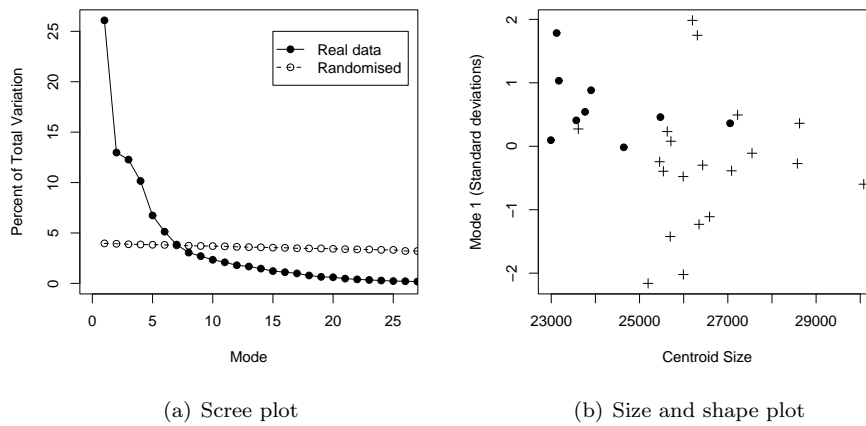 25
20
15
10
5
0
Percent of Total Variation
Real data
Randomised
0 5 10 15 20 25
Mode
(a) Scree plot
2
1
0
−1
−2
Mode 1 (Standard deviations)
23000 25000 27000 29000
Centroid Size
(b) Size and shape plot